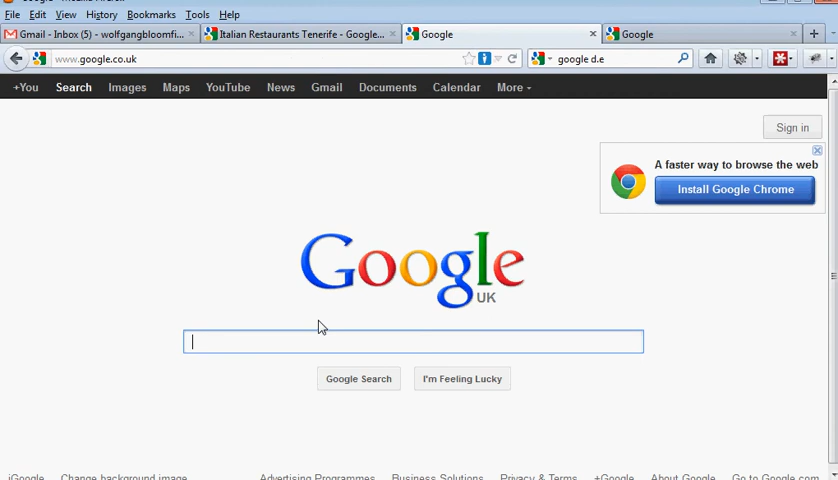 File Edit View History Bookmarks Tools Help
Gmail - Inbox (5) - wolfgangbloomfi... Italian Restaurants Tenerife - Google... Google Google
www.google.co.uk google d.e
+You Search Images Maps YouTube News Gmail Documents Calendar More
Sign in
A faster way to browse the web
Install Google Chrome
Google
UK
Google Search I'm Feeling Lucky
iGoogle Change background image Advertising Programmes Business Solutions Privacy & Terms +Google About Google Go to Google.com